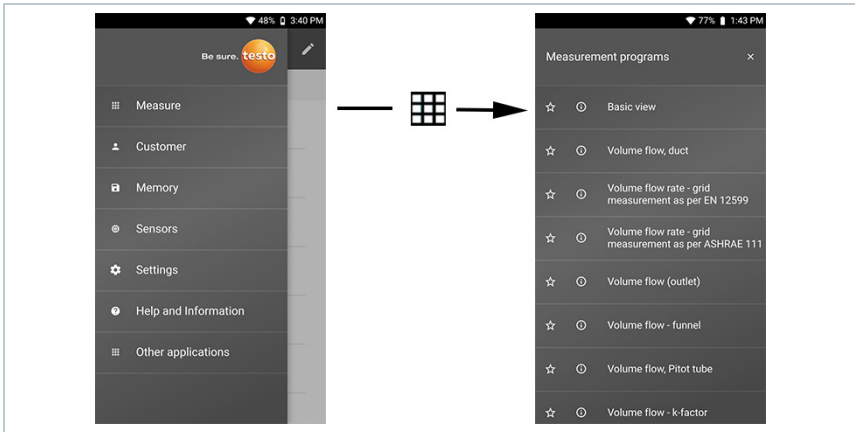 48% 3:40 PM
Be sure. testo
Measure
Customer
Memory
Sensors
Settings
Help and Information
Other applications
77% 1:43 PM
Measurement programs
Basic view
Volume flow, duct
Volume flow rate - grid
measurement as per EN 12599
Volume flow rate - grid
measurement as per ASHRAE 111
Volume flow (outlet)
Volume flow - funnel
Volume flow, Pitot tube
Volume flow - k-factor